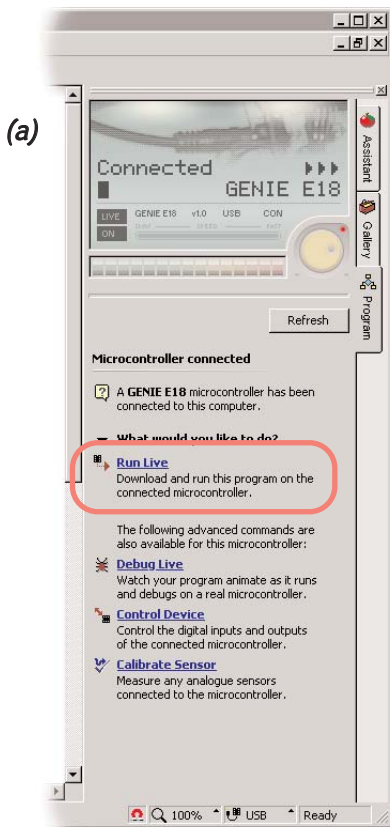 (a)
Connected
GENIE E18
LIVE GENIE E18 v1.0 USB CON
ON
Assistant
Gallery
Program
Refresh
Microcontroller connected
A GENIE E18 microcontroller has been
connected to this computer.
What would you like to do?
Run Live
Download and run this program on the
connected microcontroller.
The following advanced commands are
also available for this microcontroller:
Debug Live
Watch your program animate as it runs
and debugs on a real microcontroller.
Control Device
Control the digital inputs and outputs
of the connected microcontroller.
Calibrate Sensor
Measure any analogue sensors
connected to the microcontroller.
100% USB Ready